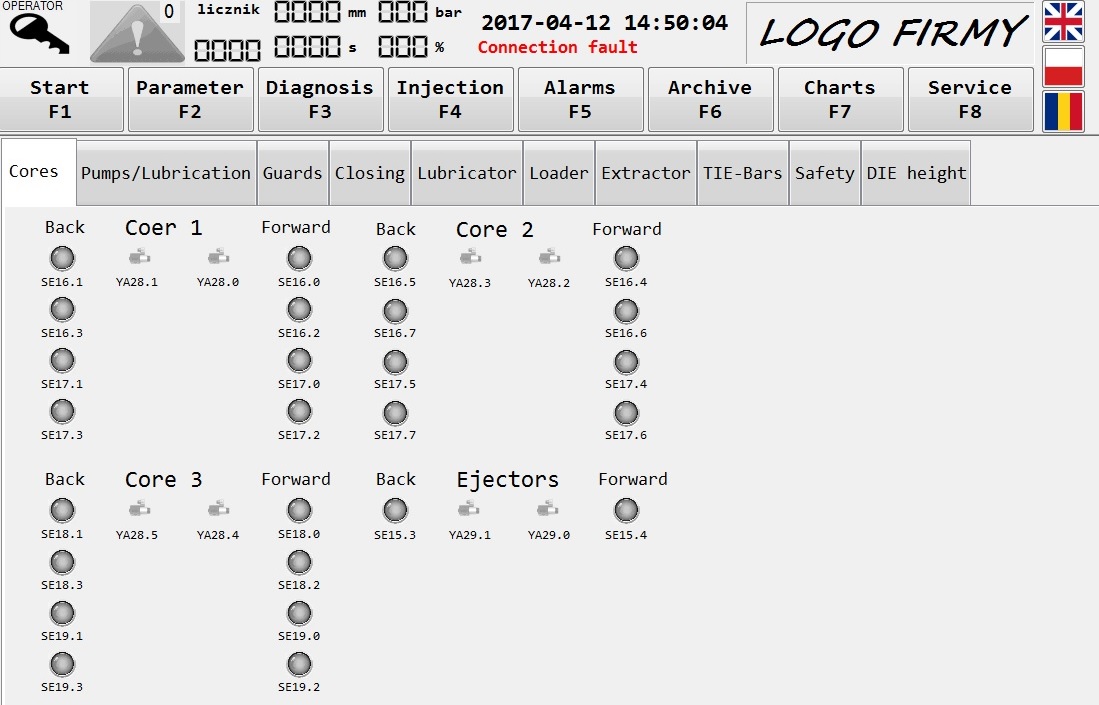 OPERATOR
0
licznik 0000 mm 000 bar
0000 0000 s 000 %
2017-04-12 14:50:04
Connection fault
LOGO FIRMY
Start Parameter Diagnosis Injection Alarms Archive Charts Service
F1 F2 F3 F4 F5 F6 F7 F8
Cores Pumps/Lubrication Guards Closing Lubricator Loader Extractor TIE-Bars Safety DIE height
Back Coer 1 Forward Back Core 2 Forward
SE16.1 YA28.1 YA28.0 SE16.0 SE16.5 YA28.3 YA28.2 SE16.4
SE16.3 SE16.2 SE16.7 SE16.6
SE17.1 SE17.0 SE17.5 SE17.4
SE17.3 SE17.2 SE17.7 SE17.6
Back Core 3 Forward Back Ejectors Forward
SE18.1 YA28.5 YA28.4 SE18.0 SE15.3 YA29.1 YA29.0 SE15.4
SE18.3 SE18.2
SE19.1 SE19.0
SE19.3 SE19.2